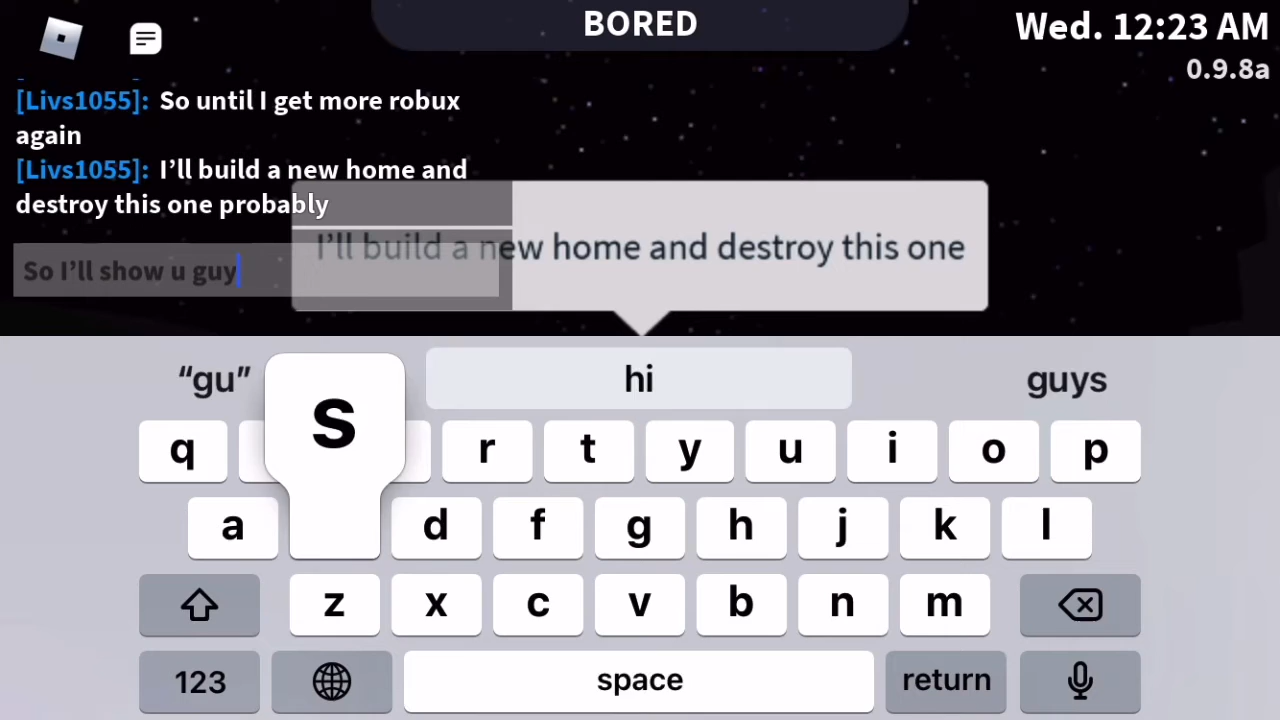 BORED
Wed. 12:23 AM
0.9.8a
[Livs1055]: So until I get more robux
again
[Livs1055]: I’ll build a new home and
destroy this one probably
I’ll build a new home and destroy this one
So I’ll show u guy
“gu” hi guys
s
q r t y u i o p
a d f g h j k l
z x c v b n m
123 space return